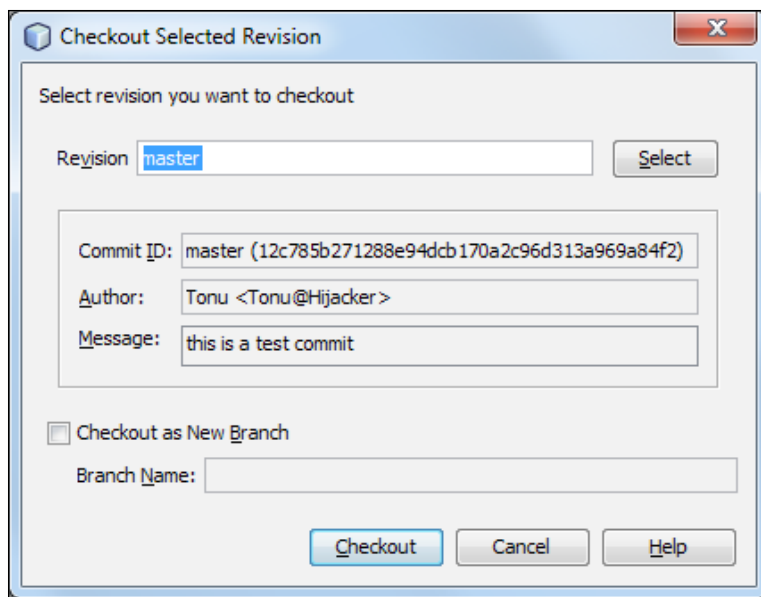 Checkout Selected Revision
Select revision you want to checkout
Revision master Select
Commit ID: master (12c785b271288e94dcb170a2c96d313a969a84f2)
Author: Tonu <Tonu@Hijacker>
Message: this is a test commit
Checkout as New Branch
Branch Name:
Checkout Cancel Help